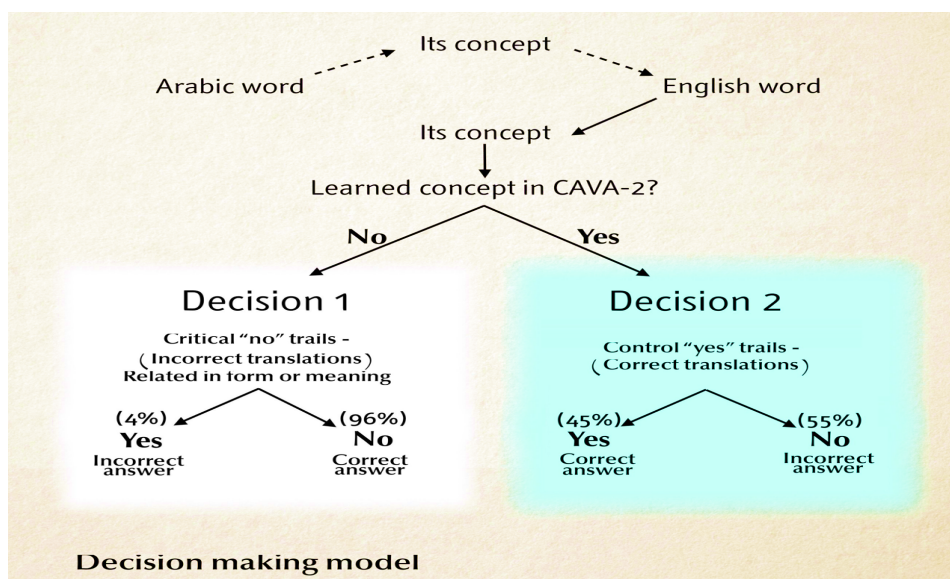 Its concept
Arabic word
English word
Its concept
Learned concept in CAVA-2?
No
Yes
Decision 1
Critical “no” trails -
(Incorrect translations)
Related in form or meaning
(4%)
Yes
Incorrect
answer
(96%)
No
Correct
answer
Decision 2
Control “yes” trails -
(Correct translations)
(45%)
Yes
Correct
answer
(55%)
No
Incorrect
answer
Decision making model